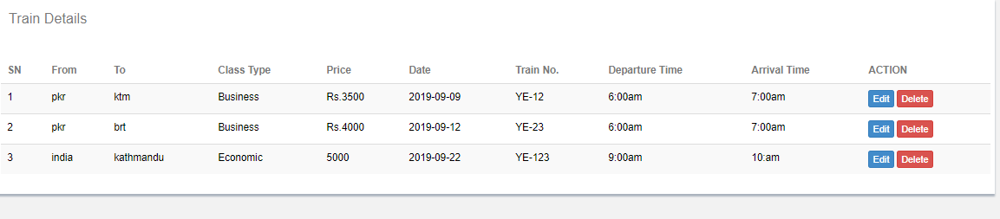 Train Details
SN From To Class Type Price Date Train No. Departure Time Arrival Time ACTION
1 pkr ktm Business Rs.3500 2019-09-09 YE-12 6:00am 7:00am Edit Delete
2 pkr brt Business Rs.4000 2019-09-12 YE-23 6:00am 7:00am Edit Delete
3 india kathmandu Economic 5000 2019-09-22 YE-123 9:00am 10:am Edit Delete